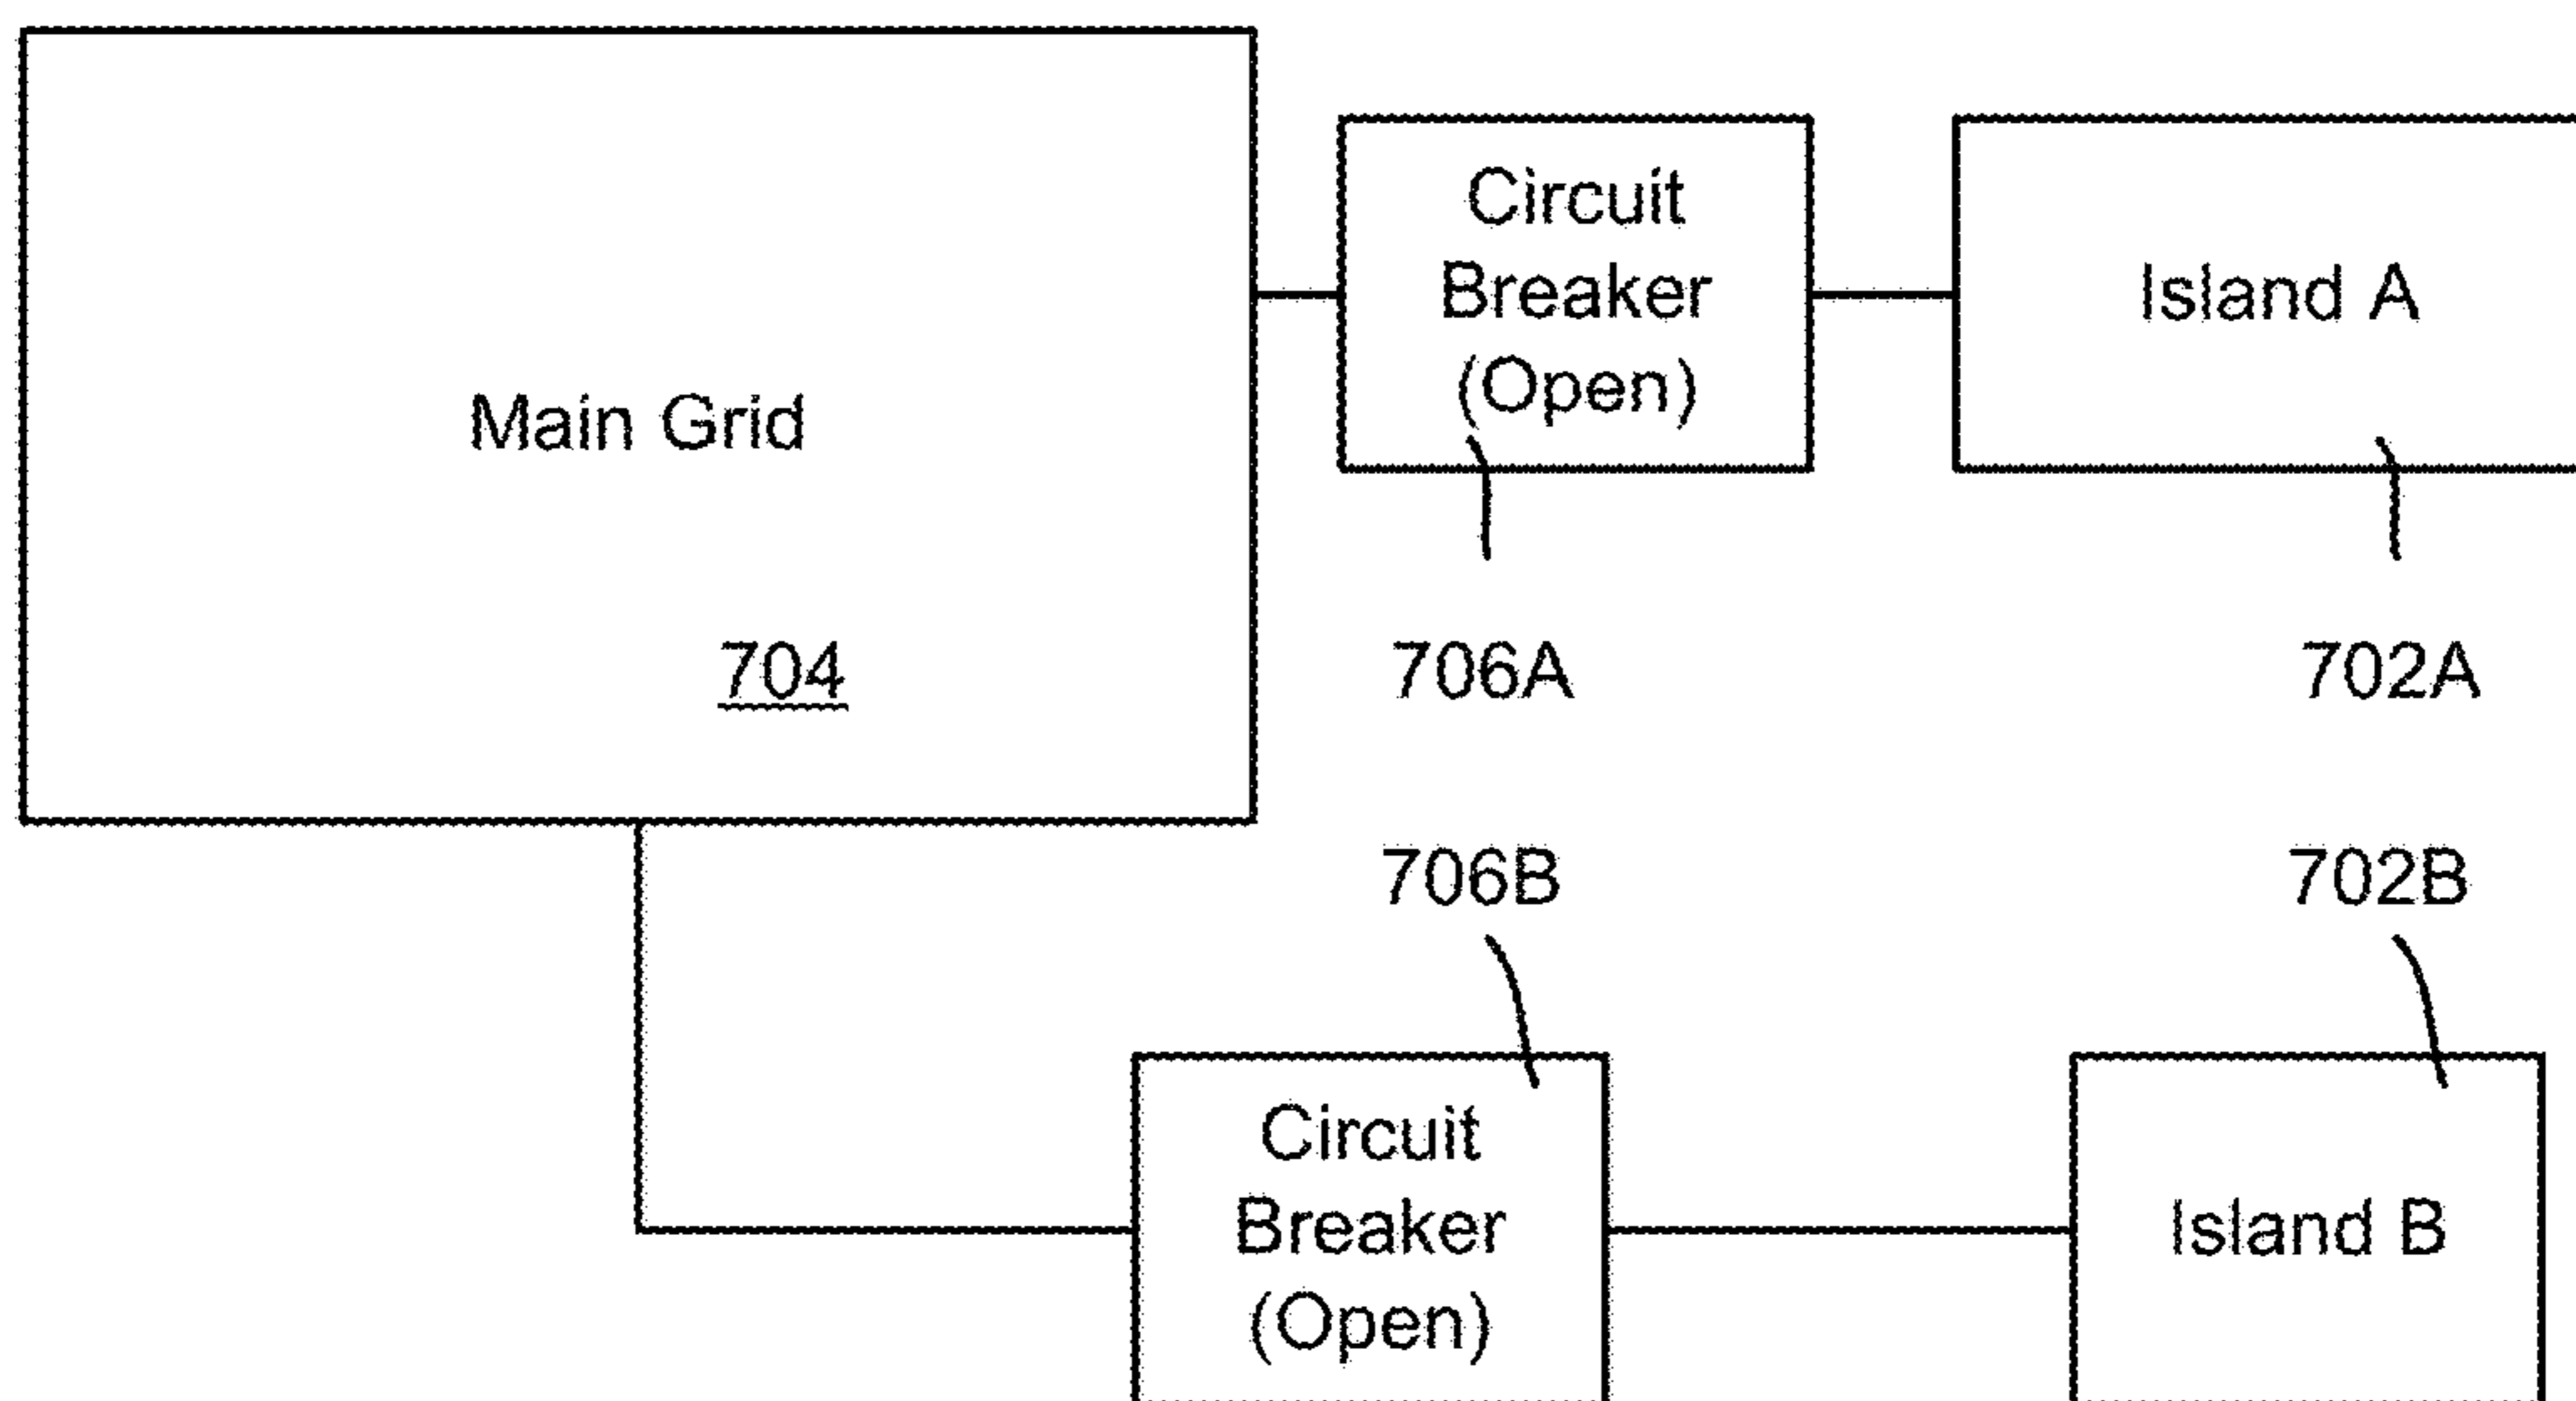 Main Grid
704
Circuit
Breaker
(Open)
706A
Island A
702A
706B
Circuit
Breaker
(Open)
702B
Island B